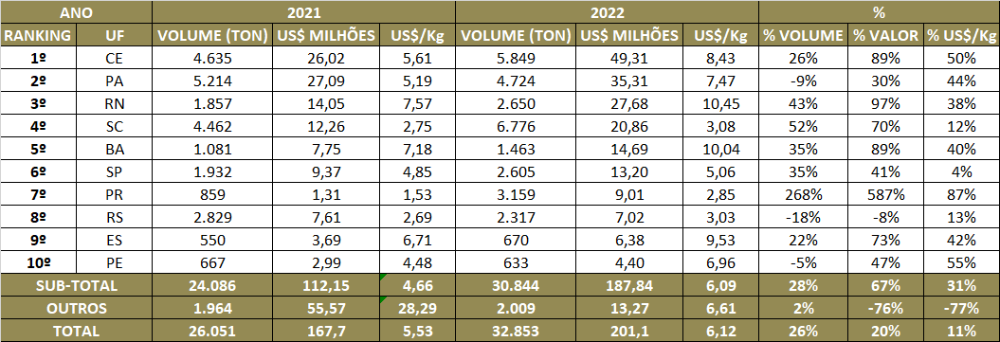 ANO 2021 2022 %
RANKING UF VOLUME (TON) US$ MILHÕES US$/Kg VOLUME (TON) US$ MILHÕES US$/Kg % VOLUME % VALOR % US$/Kg
1º CE 4.635 26,02 5,61 5.849 49,31 8,43 26% 89% 50%
2º PA 5.214 27,09 5,19 4.724 35,31 7,47 -9% 30% 44%
3º RN 1.857 14,05 7,57 2.650 27,68 10,45 43% 97% 38%
4º SC 4.462 12,26 2,75 6.776 20,86 3,08 52% 70% 12%
5º BA 1.081 7,75 7,18 1.463 14,69 10,04 35% 89% 40%
6º SP 1.932 9,37 4,85 2.605 13,20 5,06 35% 41% 4%
7º PR 859 1,31 1,53 3.159 9,01 2,85 268% 587% 87%
8º RS 2.829 7,61 2,69 2.317 7,02 3,03 -18% -8% 13%
9º ES 550 3,69 6,71 670 6,38 9,53 22% 73% 42%
10º PE 667 2,99 4,48 633 4,40 6,96 -5% 47% 55%
SUB-TOTAL 24.086 112,15 4,66 30.844 187,84 6,09 28% 67% 31%
OUTROS 1.964 55,57 28,29 2.009 13,27 6,61 2% -76% -77%
TOTAL 26.051 167,7 5,53 32.853 201,1 6,12 26% 20% 11%